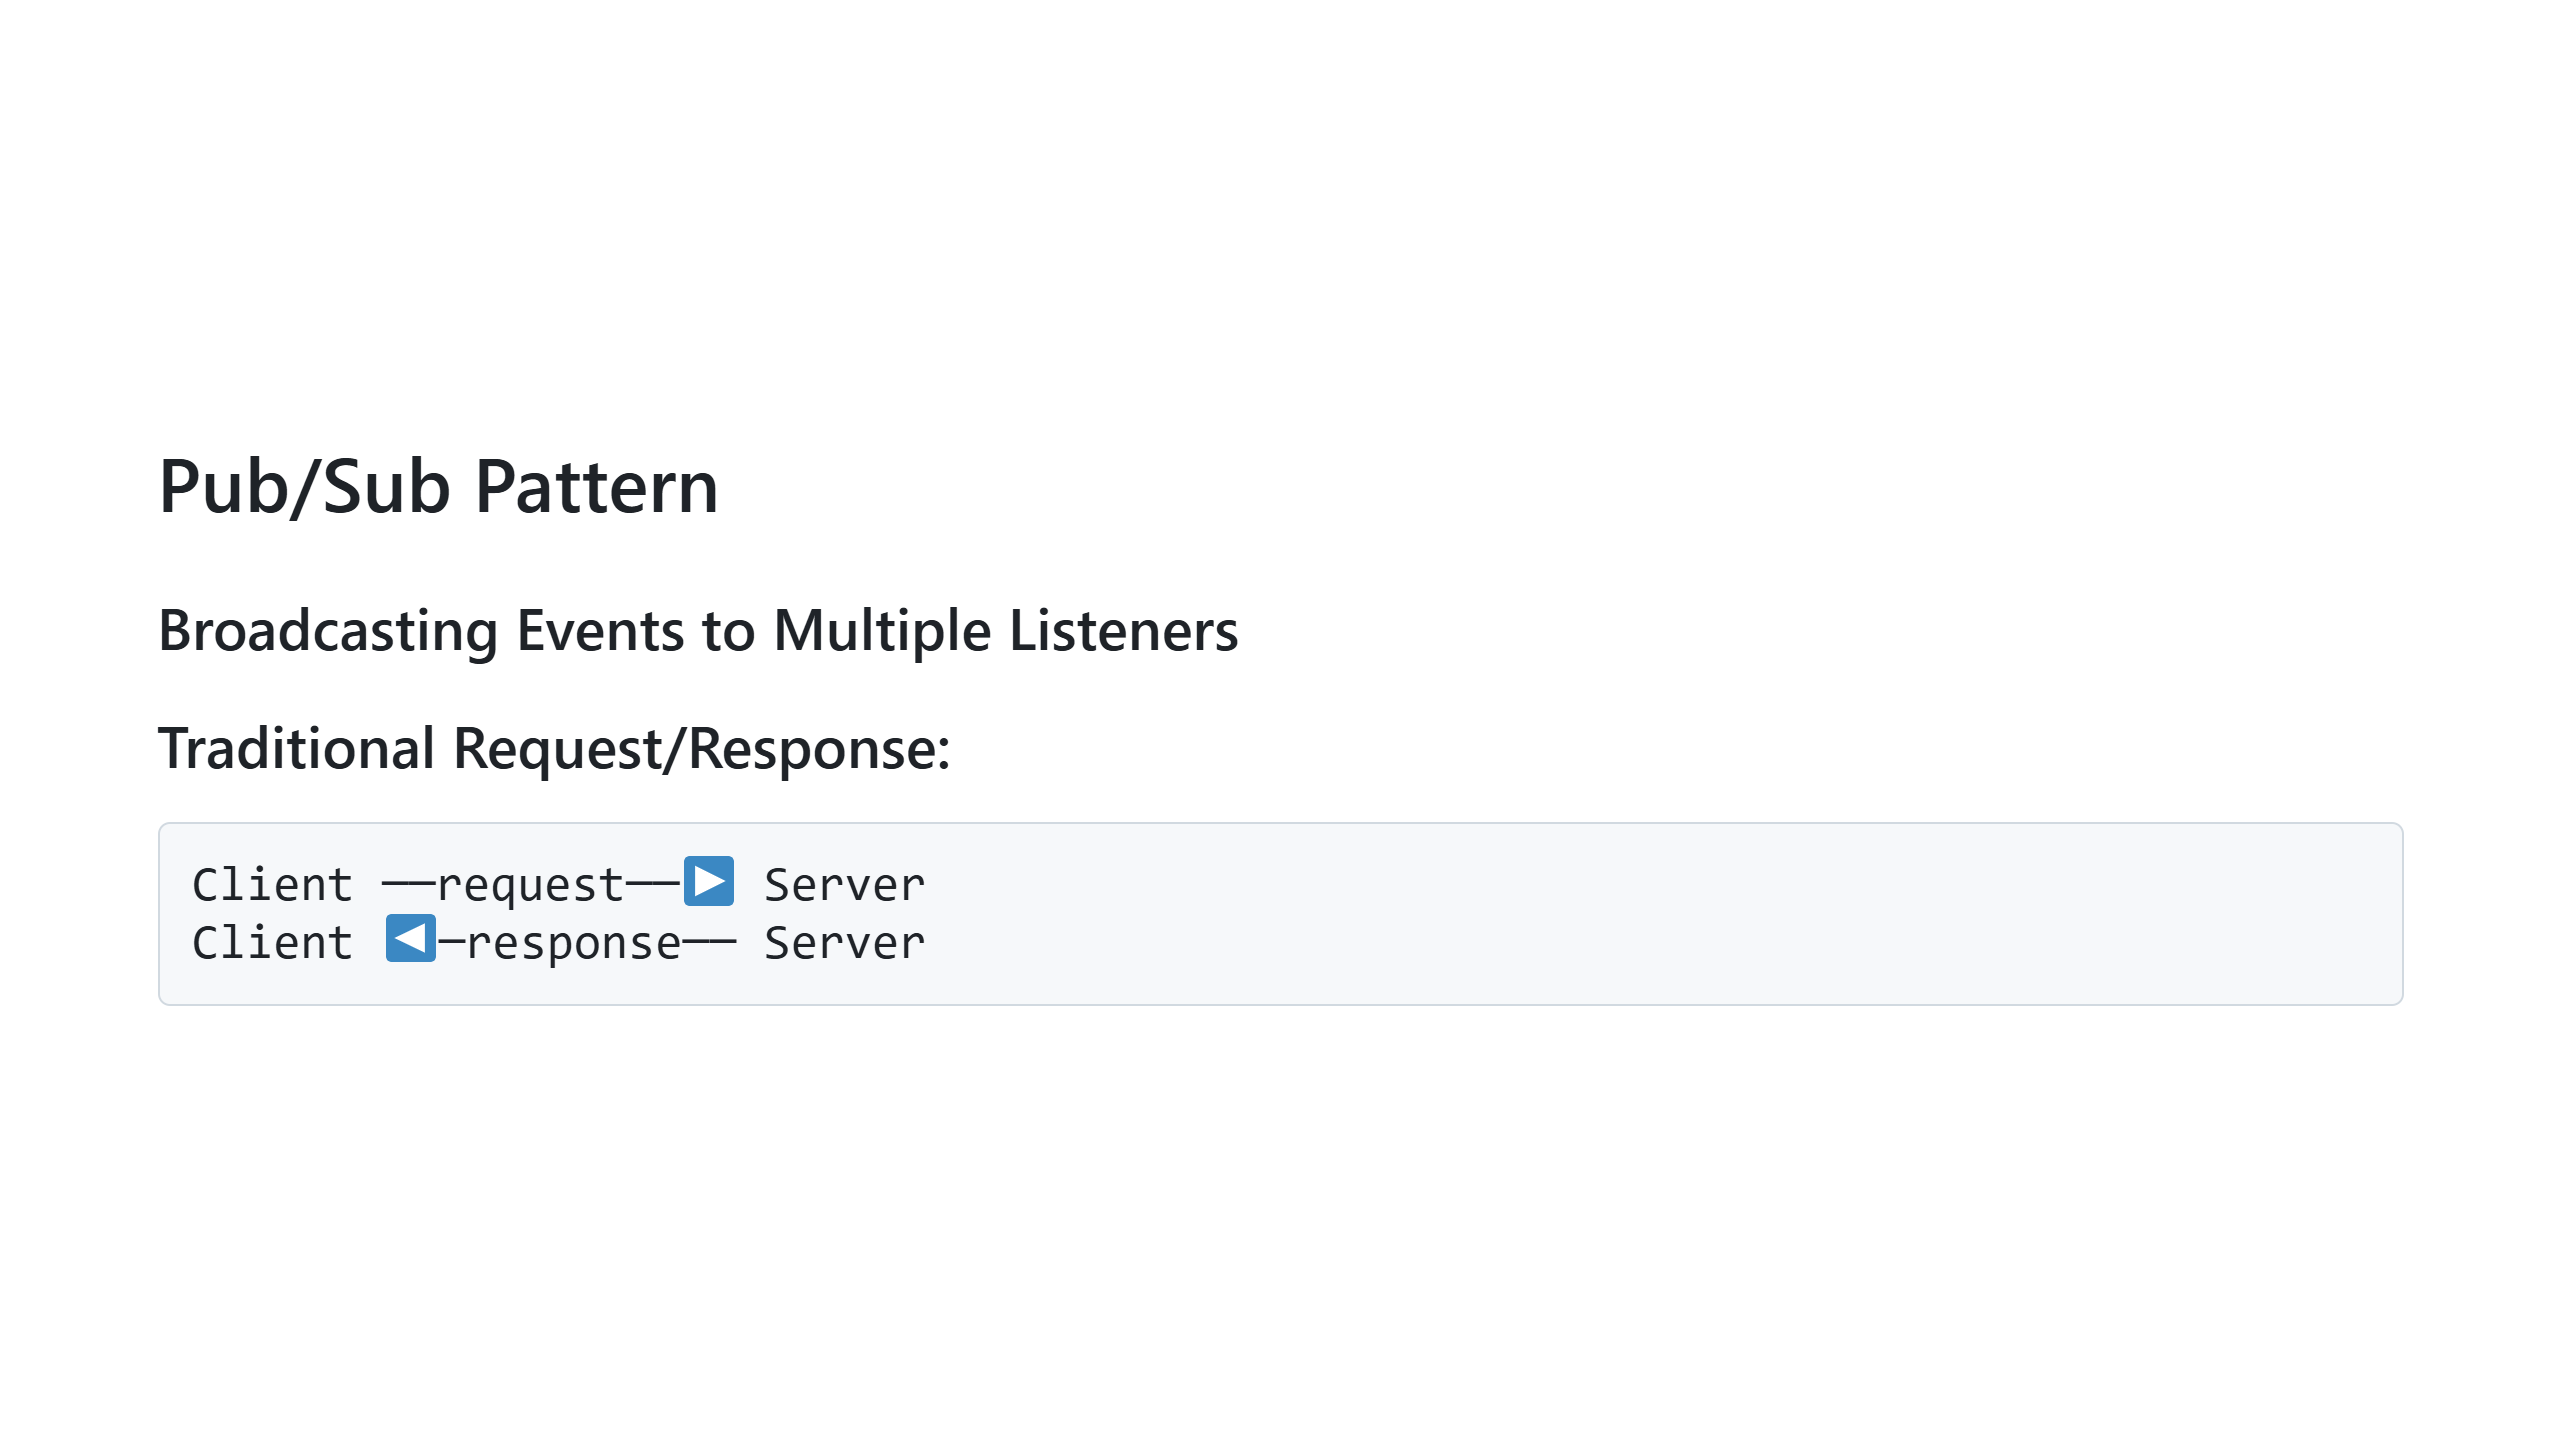 Pub/Sub Pattern
Broadcasting Events to Multiple Listeners
Traditional Request/Response:
Client ──request──▶ Server
Client ◀─response── Server